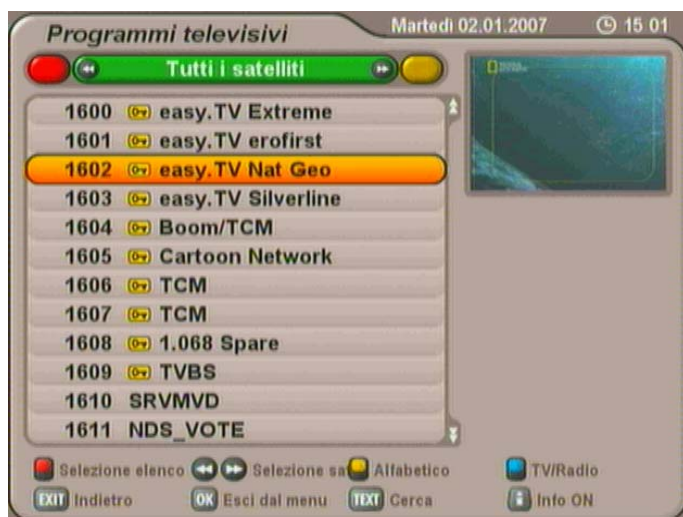 Programmi televisivi
Martedì 02.01.2007 15 01
Tutti i satelliti
1600 easy.TV Extreme
1601 easy.TV erofirst
1602 easy.TV Nat Geo
1603 easy.TV Silverline
1604 Boom/TCM
1605 Cartoon Network
1606 TCM
1607 TCM
1608 1.068 Spare
1609 TVBS
1610 SRVMVD
1611 NDS_VOTE
Selezione elenco Selezione sa Alfabetico TV/Radio
EXIT Indietro OK Esci dal menu TEXT Cerca i Info ON